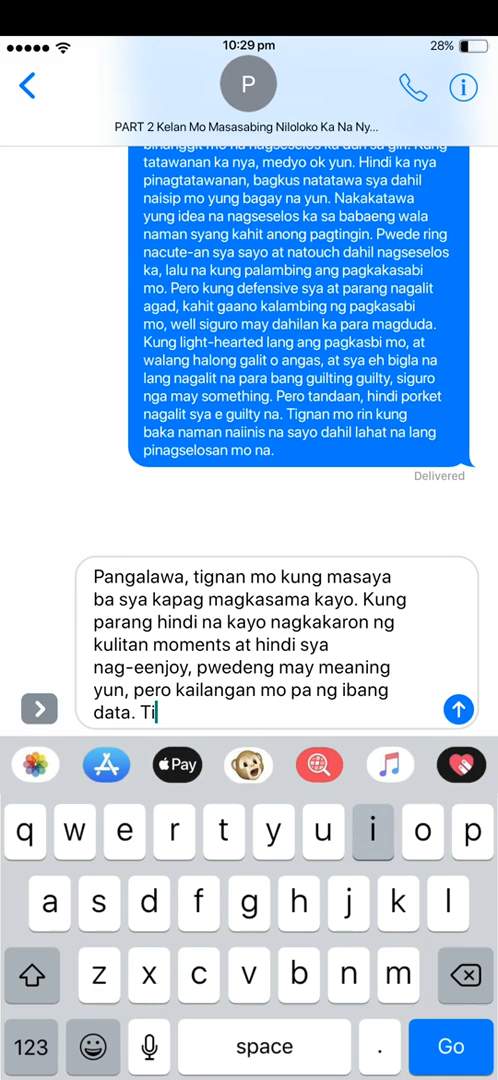 10:29 pm
28%
P
PART 2 Kelan Mo Masasabing Niloloko Ka Na Ny...
tatawanan ka nya, medyo ok yun. Hindi ka nya
pinagtatawanan, bagkus natatawa sya dahil
naisip mo yung bagay na yun. Nakakatawa
yung idea na nagseselos ka sa babaeng wala
naman syang kahit anong pagtingin. Pwede ring
nacute-an sya sayo at natouch dahil nagseselos
ka, lalu na kung palambing ang pagkakasabi
mo. Pero kung defensive sya at parang nagalit
agad, kahit gaano kalambing ng pagkasabi
mo, well siguro may dahilan ka para magduda.
Kung light-hearted lang ang pagkasbi mo, at
walang halong galit o angas, at sya eh bigla na
lang nagalit na para bang guilting guilty, siguro
nga may something. Pero tandaan, hindi porket
nagalit sya e guilty na. Tignan mo rin kung
baka naman naiinis na sayo dahil lahat na lang
pinagselosan mo na.
Delivered
Pangalawa, tignan mo kung masaya
ba sya kapag magkasama kayo. Kung
parang hindi na kayo nagkakaron ng
kulitan moments at hindi sya
nag-eenjoy, pwedeng may meaning
yun, pero kailangan mo pa ng ibang
data. Ti
Pay
q w e r t y u i o p
a s d f g h j k l
z x c v b n m
123 space . Go